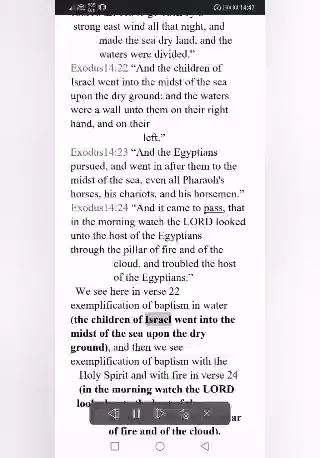 14:47
strong east wind all that night, and
made the sea dry land, and the
waters were divided.”
Exodus14:22 “And the children of
Israel went into the midst of the sea
upon the dry ground: and the waters
were a wall unto them on their right
hand, and on their
left.”
Exodus14:23 “And the Egyptians
pursued, and went in after them to the
midst of the sea, even all Pharaoh's
horses, his chariots, and his horsemen.”
Exodus14:24 “And it came to pass, that
in the morning watch the LORD looked
unto the host of the Egyptians
through the pillar of fire and of the
cloud, and troubled the host
of the Egyptians.”
We see here in verse 22
exemplification of baptism in water
(the children of Israel went into the
midst of the sea upon the dry
ground), and then we see
exemplification of baptism with the
Holy Spirit and with fire in verse 24
(in the morning watch the LORD
of fire and of the cloud).